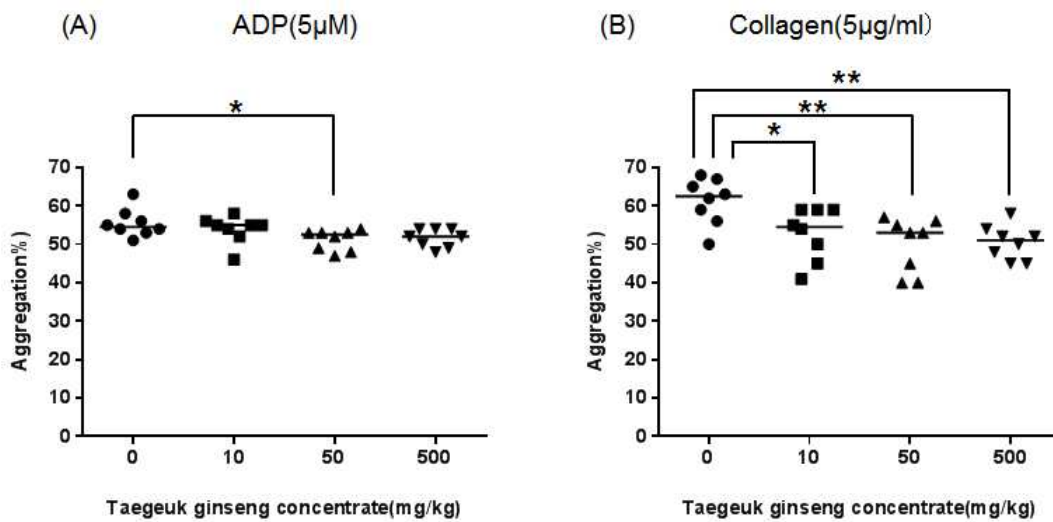 (A) ADP(5μM)
*
70
60
50
40
30
20
10
0
Aggregation%)
0 10 50 500
Taegeuk ginseng concentrate(mg/kg)
(B) Collagen(5μg/ml)
**
**
*
70
60
50
40
30
20
10
0
Aggregation%)
0 10 50 500
Taegeuk ginseng concentrate(mg/kg)